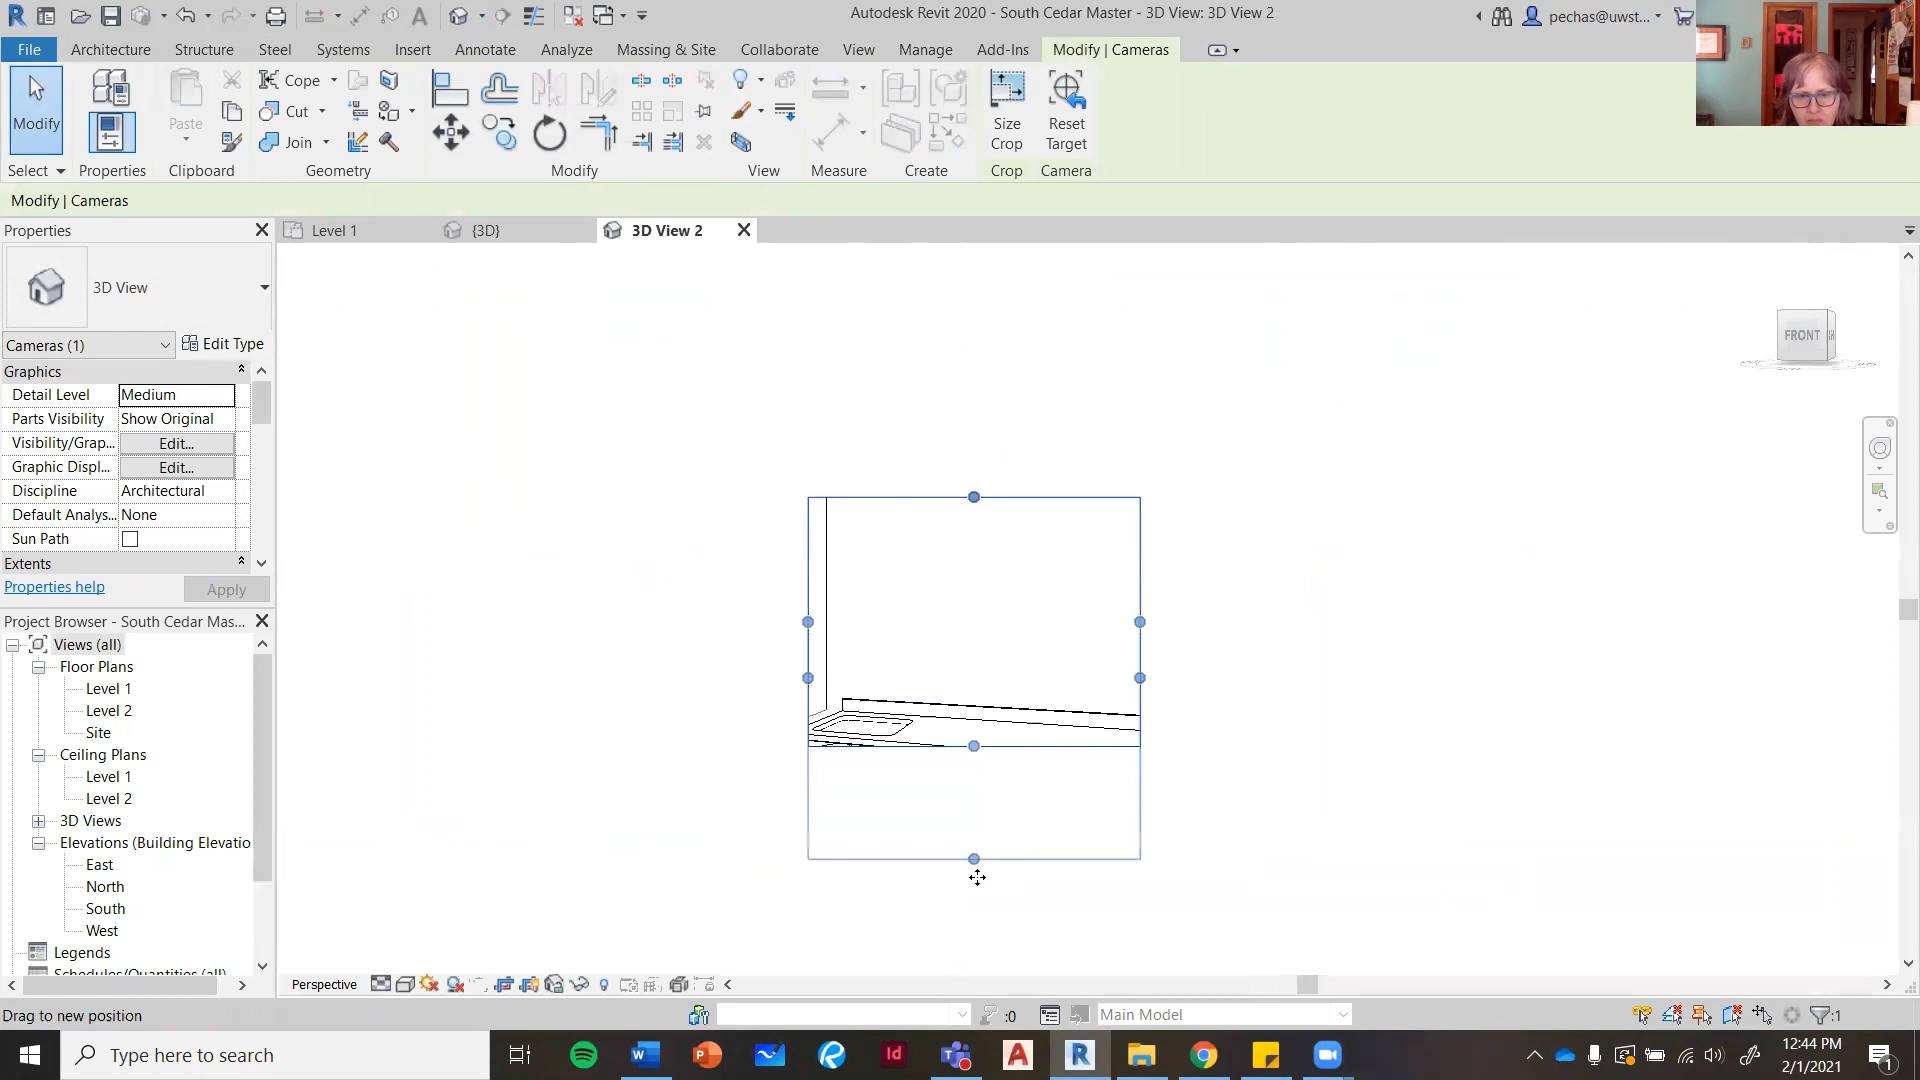 Autodesk Revit 2020 - South Cedar Master - 3D View: 3D View 2
pechas@uwst...
File
Architecture
Structure
Steel
Systems
Insert
Annotate
Analyze
Massing & Site
Collaborate
View
Manage
Add-Ins
Modify | Cameras
Modify
Paste
Cope
Cut
Join
Size
Crop
Reset
Target
Select
Properties
Clipboard
Geometry
Modify
View
Measure
Create
Crop
Camera
Modify | Cameras
Properties
Level 1
{3D}
3D View 2
3D View
Cameras (1)
Edit Type
Graphics
Detail Level
Medium
Parts Visibility
Show Original
Visibility/Grap...
Edit...
Graphic Displ...
Edit...
Discipline
Architectural
Default Analys...
None
Sun Path
Extents
Properties help
Apply
FRONT
Project Browser - South Cedar Mas...
Views (all)
Floor Plans
Level 1
Level 2
Site
Ceiling Plans
Level 1
Level 2
3D Views
Elevations (Building Elevatio
East
North
South
West
Legends
Schedules/Quantities (all)
Perspective
Drag to new position
:0
Main Model
:1
Type here to search
12:44 PM
2/1/2021
1